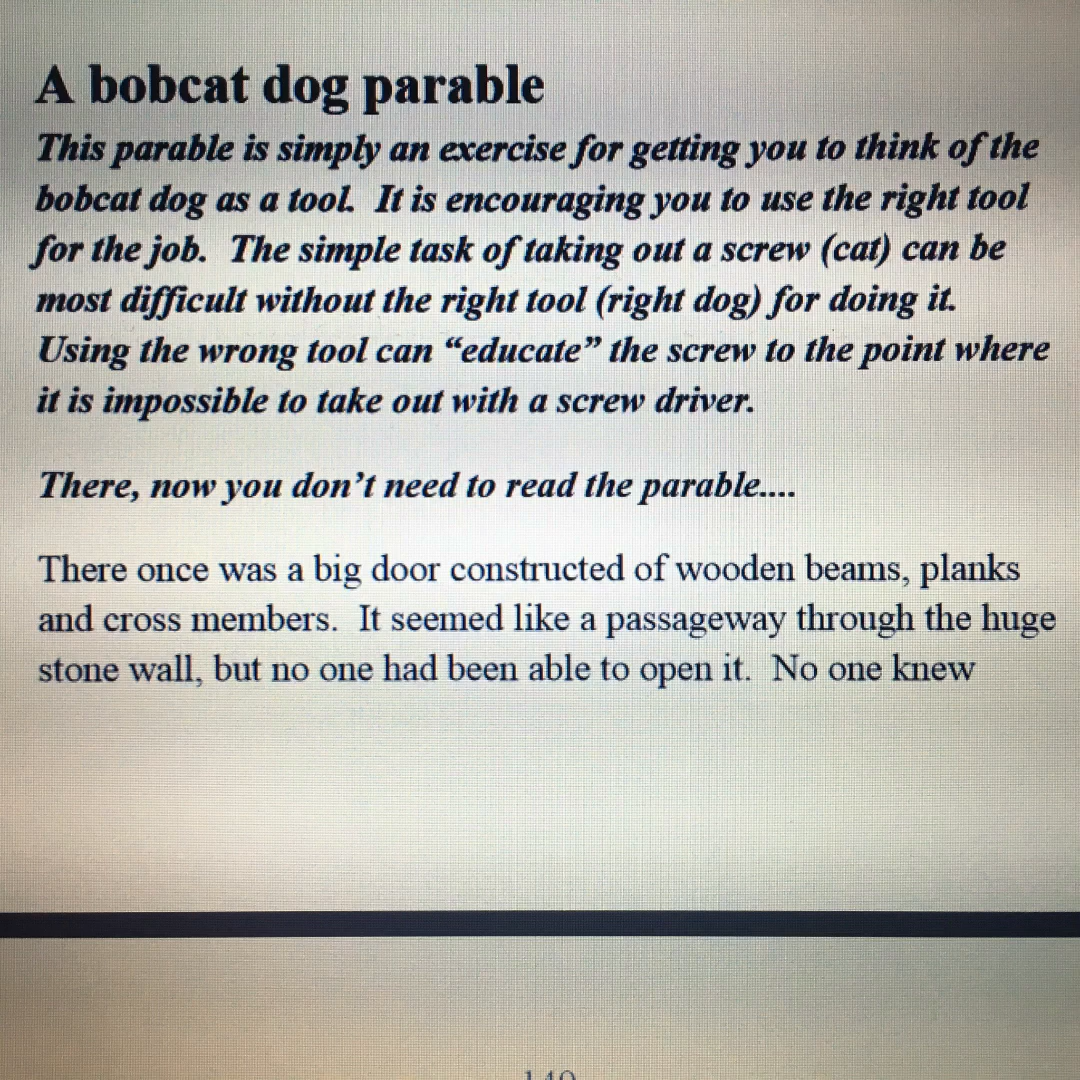 A bobcat dog parable
This parable is simply an exercise for getting you to think of the
bobcat dog as a tool.  It is encouraging you to use the right tool
for the job.  The simple task of taking out a screw (cat) can be
most difficult without the right tool (right dog) for doing it.
Using the wrong tool can “educate” the screw to the point where
it is impossible to take out with a screw driver.
There, now you don’t need to read the parable....
There once was a big door constructed of wooden beams, planks
and cross members.  It seemed like a passageway through the huge
stone wall, but no one had been able to open it.  No one knew